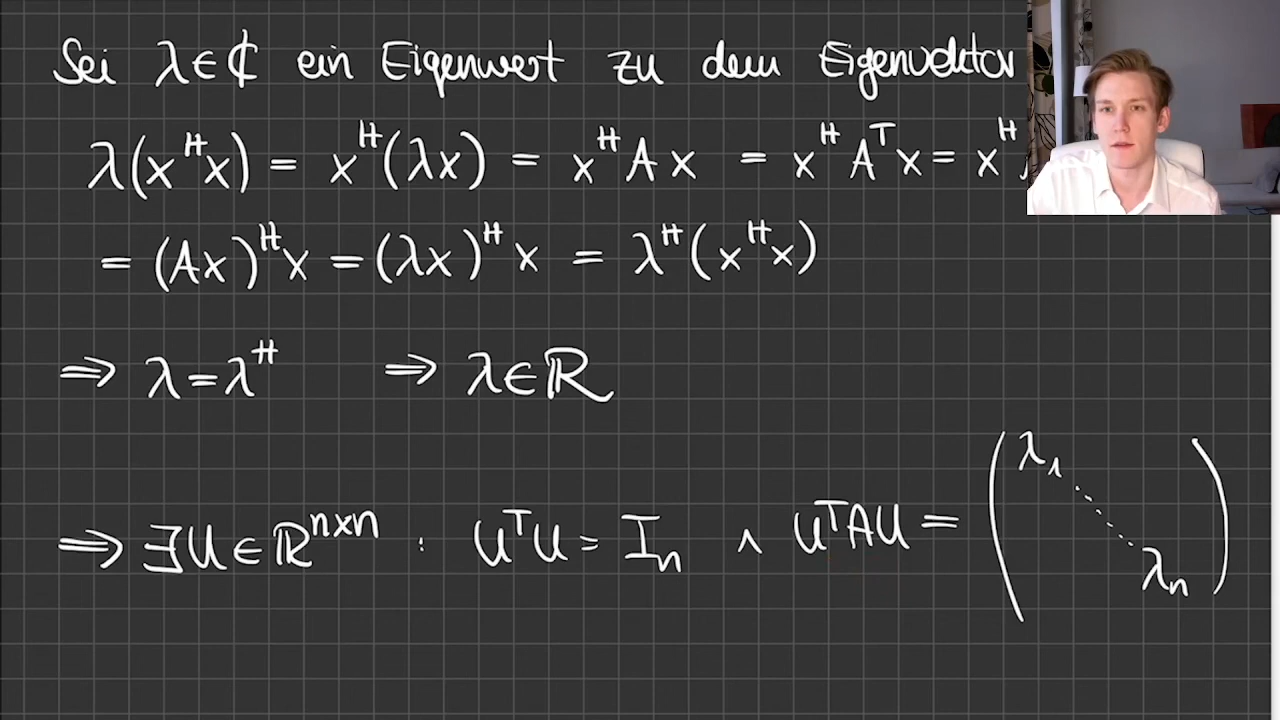 Sei λ∈ℂ ein Eigenwert zu dem Eigenvektor
λ(x^H x) = x^H(λx) = x^H A x = x^H A^T x = x^H
= (Ax)^H x = (λx)^H x = λ^H (x^H x)
⇒ λ = λ^H ⇒ λ∈ℝ
⇒ ∃U∈ℝ^{n×n} : U^T U = I_n ∧ U^T A U = ( λ_1 ⋱ λ_n )